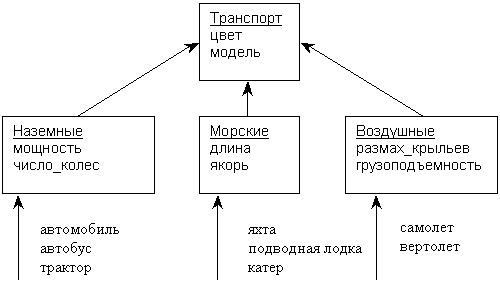 Транспорт
цвет
модель
Наземные
мощность
число_колес
Морские
длина
якорь
Воздушные
размах_крыльев
грузоподъемность
автомобиль
автобус
трактор
яхта
подводная лодка
катер
самолет
вертолет